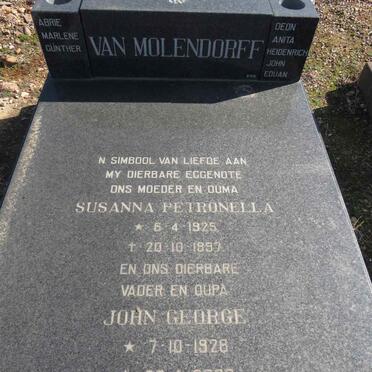 ABRIE
MARLENE
GÜNTHER
VAN MOLENDORFF
DEON
ANITA
HEIDENRICH
JOHN
EDUAN
'N SIMBOOL VAN LIEFDE AAN
MY DIERBARE EGGENOTE
ONS MOEDER EN OUMA
SUSANNA PETRONELLA
★ 6-4-1925
† 20-10-1997
EN ONS DIERBARE
VADER EN OUPA
JOHN GEORGE
★ 7-10-1928